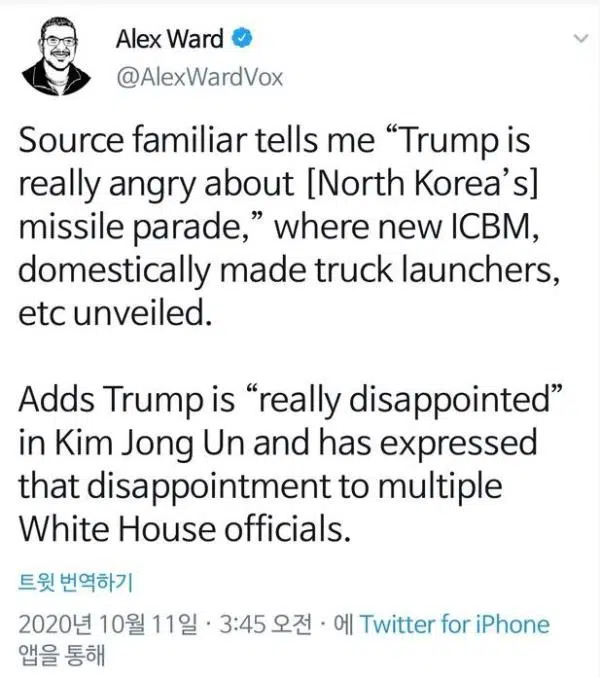 Alex Ward
@AlexWardVox
Source familiar tells me “Trump is
really angry about [North Korea’s]
missile parade,” where new ICBM,
domestically made truck launchers,
etc unveiled.
Adds Trump is “really disappointed”
in Kim Jong Un and has expressed
that disappointment to multiple
White House officials.
트윗 번역하기
2020년 10월 11일 · 3:45 오전 · 에 Twitter for iPhone
앱을 통해